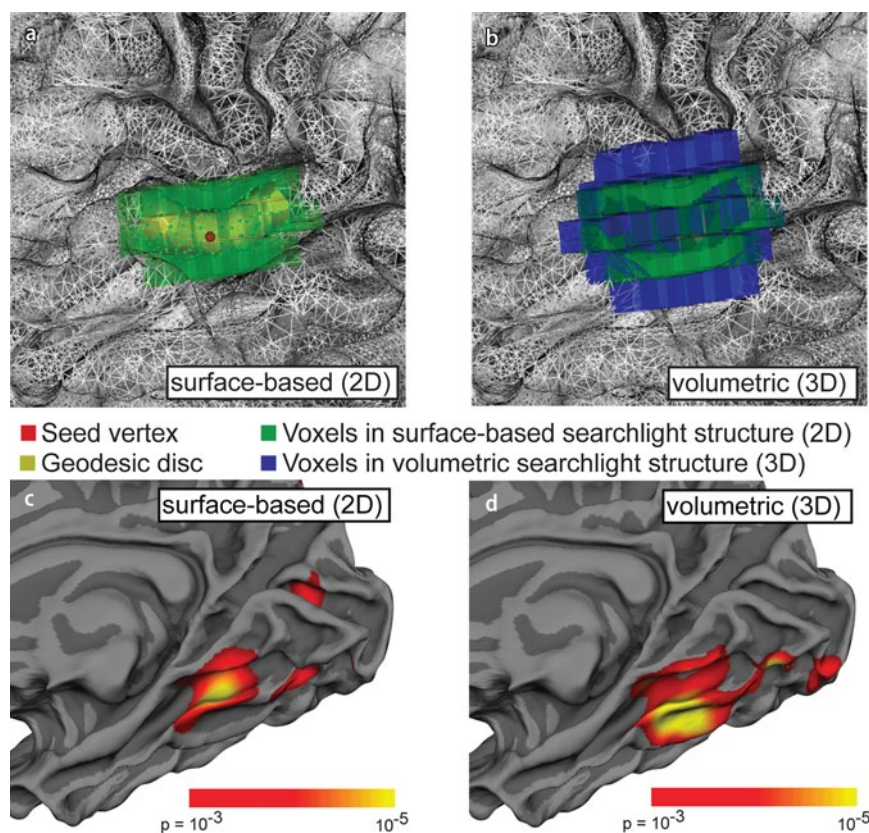 a
b
surface-based (2D)
volumetric (3D)
Seed vertex
Voxels in surface-based searchlight structure (2D)
Geodesic disc
Voxels in volumetric searchlight structure (3D)
c
surface-based (2D)
d
volumetric (3D)
p = 10⁻³ 10⁻⁵
p = 10⁻³ 10⁻⁵